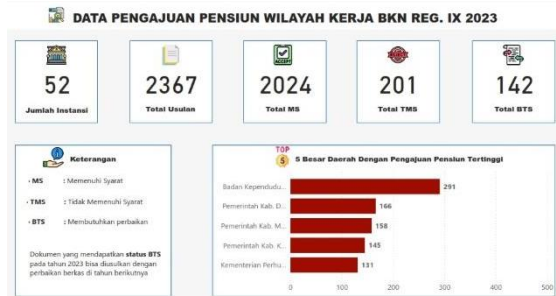 DATA PENGAJUAN PENSIUN WILAYAH KERJA BKN REG. IX 2023
52
Jumlah Instansi
2367
Total Usulan
2024
Total MS
201
Total TMS
142
Total BTS
Keterangan
- MS : Memenuhi Syarat
- TMS : Tidak Memenuhi Syarat
- BTS : Membutuhkan perbaikan
Dokumen yang mendapatkan status BTS
pada tahun 2023 bisa diusulkan dengan
perbaikan berkas di tahun berikutnya
TOP
5
5 Besar Daerah Dengan Pengajuan Pensiun Tertinggi
Badan Kependudu... 291
Pemerintah Kab. D... 166
Pemerintah Kab. M... 158
Pemerintah Kab. K... 145
Kementerian Perhu... 131
0 100 200 300 400 500